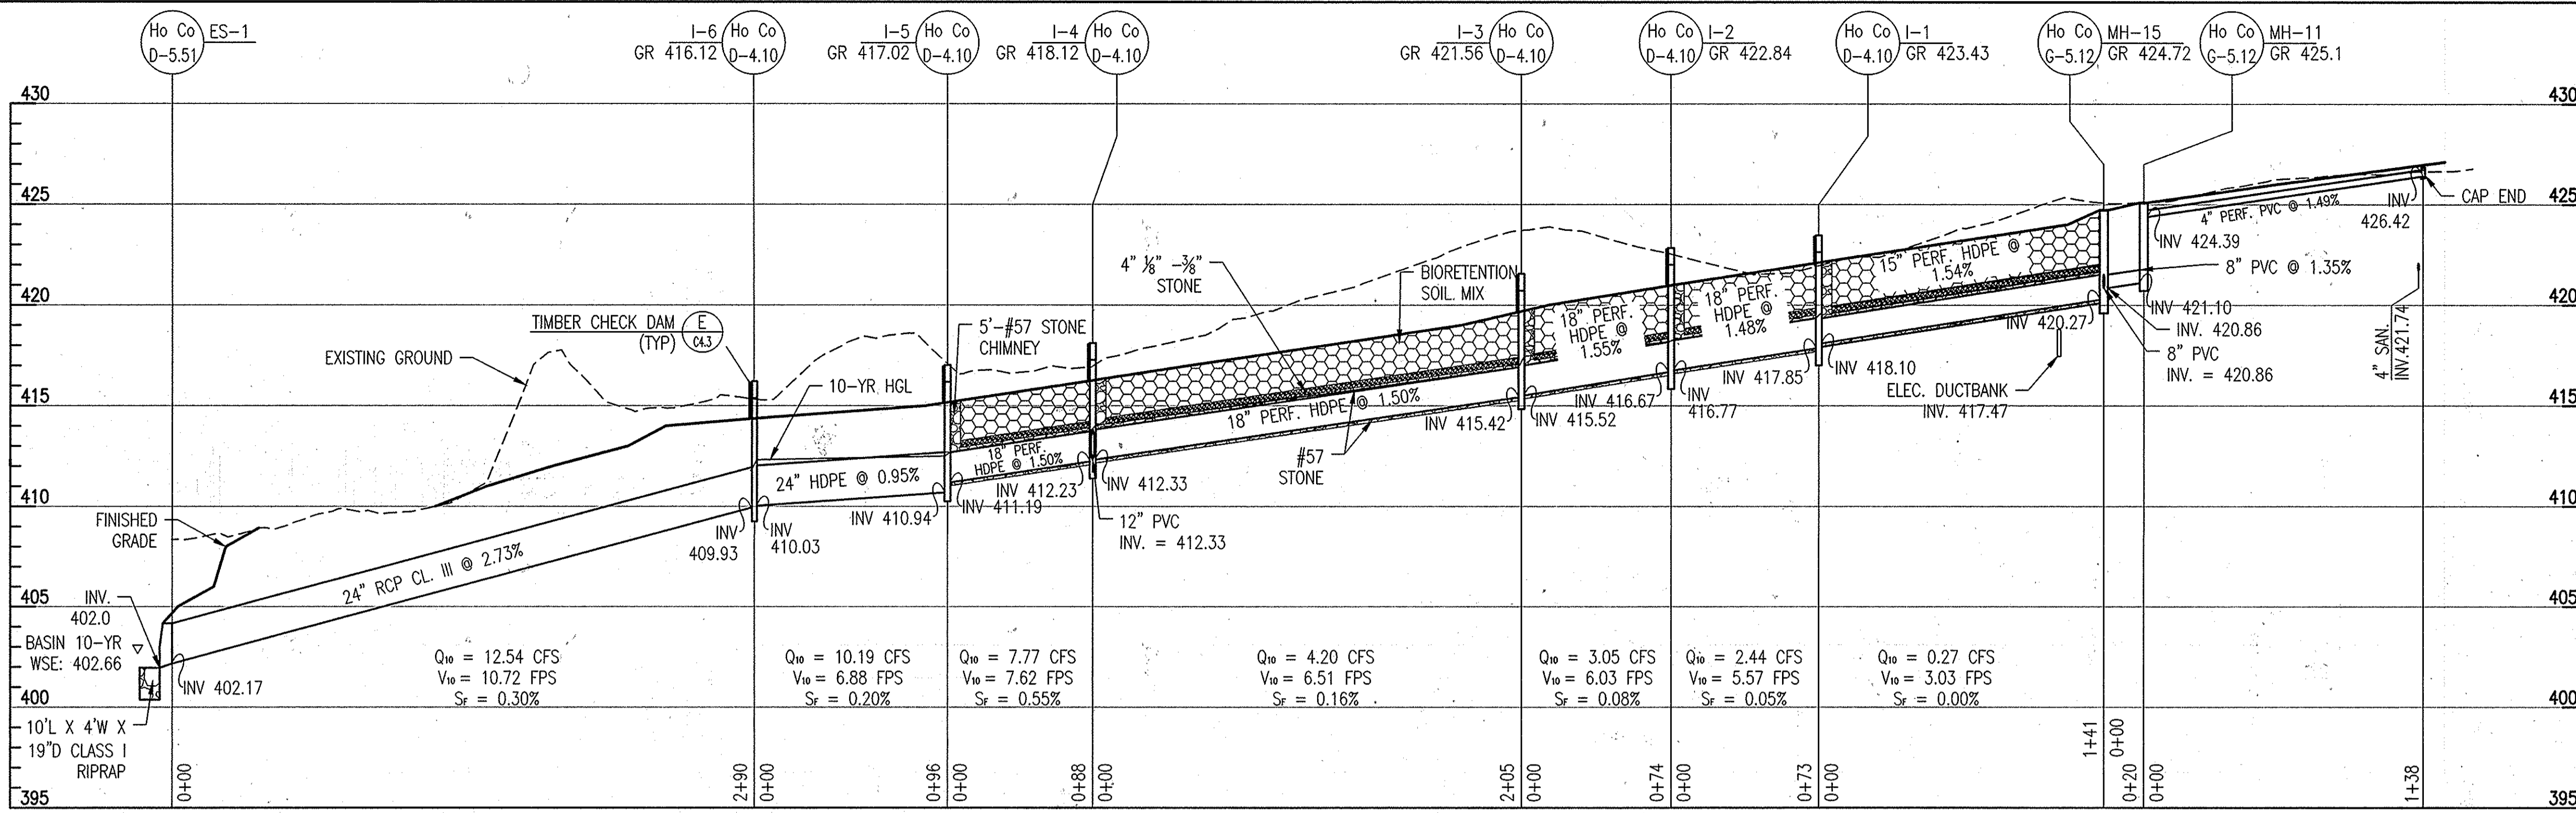 Ho Co
D-5.51
ES-1
I-6
GR 416.12
Ho Co
D-4.10
I-5
GR 417.02
Ho Co
D-4.10
I-4
GR 418.12
Ho Co
D-4.10
I-3
GR 421.56
Ho Co
D-4.10
Ho Co
D-4.10
I-2
GR 422.84
Ho Co
D-4.10
I-1
GR 423.43
Ho Co
G-5.12
MH-15
GR 424.72
Ho Co
G-5.12
MH-11
GR 425.1
430
430
425
425
420
420
415
415
410
410
405
405
400
400
395
395
CAP END
INV
426.42
4" PERF. PVC @ 1.49%
INV 424.39
8" PVC @ 1.35%
INV 421.10
INV. 420.86
8" PVC
INV. = 420.86
4" SAN.
INV.421.74
15" PERF. HDPE @
1.54%
INV 420.27
ELEC. DUCTBANK
INV. 417.47
4" ⅛" -⅜"
STONE
BIORETENTION
SOIL. MIX
18" PERF.
HDPE @
1.55%
18" PERF.
HDPE @
1.48%
INV 418.10
INV 417.85
INV
416.77
INV 416.67
INV 415.52
INV 415.42
18" PERF. HDPE @ 1.50%
#57
STONE
TIMBER CHECK DAM
(TYP)
E
C4.3
EXISTING GROUND
5'-#57 STONE
CHIMNEY
10-YR HGL
18" PERF.
HDPE @ 1.50%
24" HDPE @ 0.95%
INV 412.23
INV 412.33
12" PVC
INV. = 412.33
INV 411.19
INV 410.94
INV
410.03
INV
409.93
FINISHED
GRADE
24" RCP CL. III @ 2.73%
INV.
402.0
BASIN 10-YR
WSE: 402.66
INV 402.17
10'L X 4'W X
19"D CLASS I
RIPRAP
Q₁₀ = 12.54 CFS
V₁₀ = 10.72 FPS
SF = 0.30%
Q₁₀ = 10.19 CFS
V₁₀ = 6.88 FPS
SF = 0.20%
Q₁₀ = 7.77 CFS
V₁₀ = 7.62 FPS
SF = 0.55%
Q₁₀ = 4.20 CFS
V₁₀ = 6.51 FPS
SF = 0.16%
Q₁₀ = 3.05 CFS
V₁₀ = 6.03 FPS
SF = 0.08%
Q₁₀ = 2.44 CFS
V₁₀ = 5.57 FPS
SF = 0.05%
Q₁₀ = 0.27 CFS
V₁₀ = 3.03 FPS
SF = 0.00%
0+00
2+90
0+00
0+96
0+00
0+88
0+00
2+05
0+00
0+74
0+00
0+73
0+00
1+41
0+00
0+20
0+00
1+38